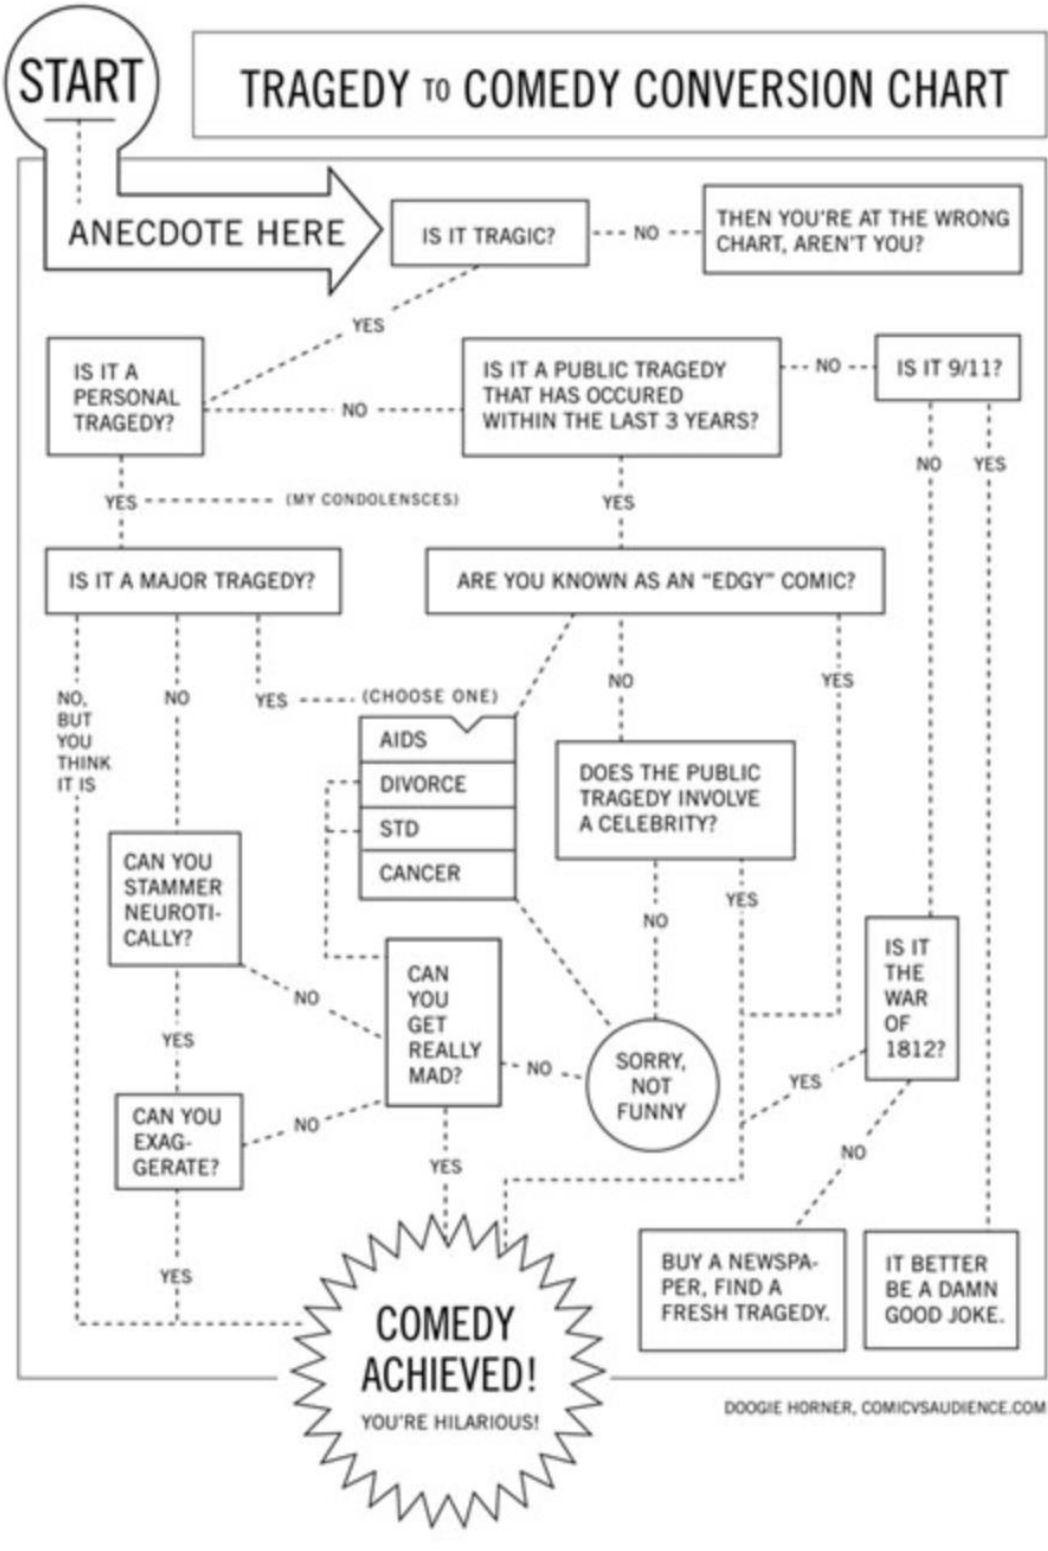 START
TRAGEDY TO COMEDY CONVERSION CHART
ANECDOTE HERE
IS IT TRAGIC?
NO
THEN YOU'RE AT THE WRONG
CHART, AREN'T YOU?
YES
IS IT A
PERSONAL
TRAGEDY?
NO
IS IT A PUBLIC TRAGEDY
THAT HAS OCCURED
WITHIN THE LAST 3 YEARS?
NO
IS IT 9/11?
NO
YES
YES
(MY CONDOLENSCES)
YES
IS IT A MAJOR TRAGEDY?
ARE YOU KNOWN AS AN "EDGY" COMIC?
NO,
BUT
YOU
THINK
IT IS
NO
YES
(CHOOSE ONE)
NO
YES
AIDS
DIVORCE
STD
CANCER
DOES THE PUBLIC
TRAGEDY INVOLVE
A CELEBRITY?
CAN YOU
STAMMER
NEUROTI-
CALLY?
NO
YES
IS IT
THE
WAR
OF
1812?
NO
CAN
YOU
GET
REALLY
MAD?
NO
SORRY,
NOT
FUNNY
YES
YES
CAN YOU
EXAG-
GERATE?
NO
YES
NO
YES
BUY A NEWSPA-
PER, FIND A
FRESH TRAGEDY.
IT BETTER
BE A DAMN
GOOD JOKE.
COMEDY
ACHIEVED!
YOU'RE HILARIOUS!
DOOGIE HORNER, COMICVSAUDIENCE.COM